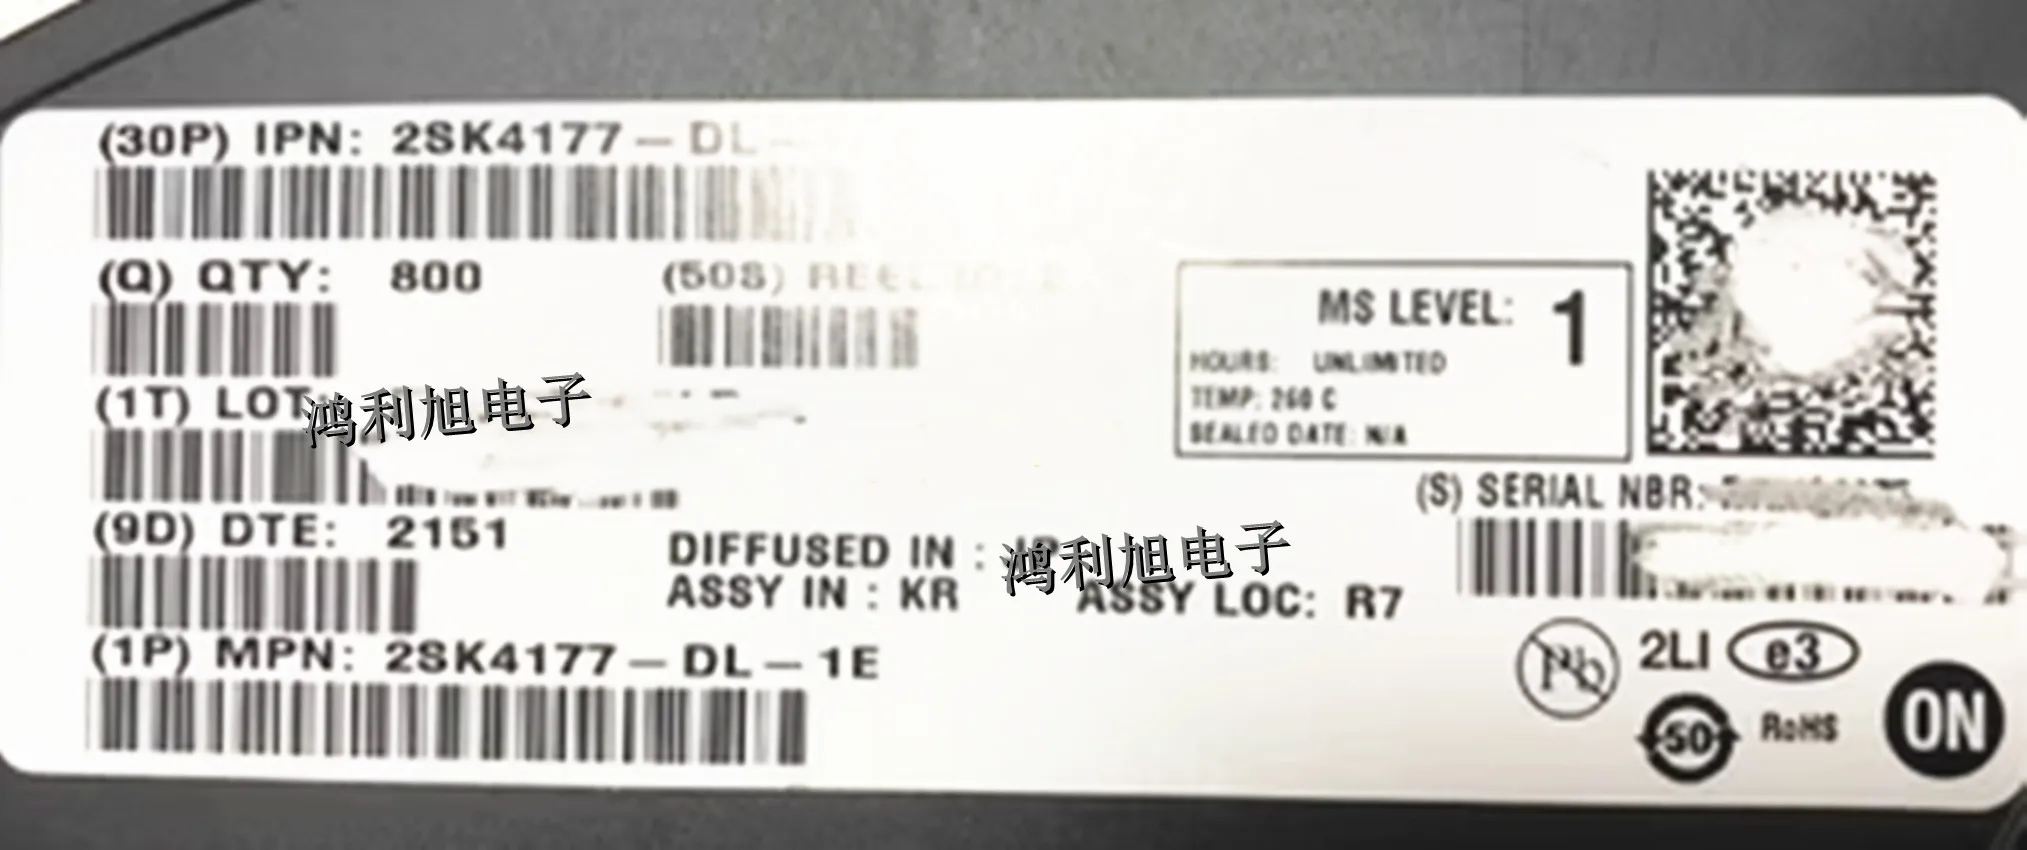 (30P) IPN: 2SK4177-DL-
(Q) QTY: 800
(50S)
MS LEVEL: 1
HOURS: UNLIMITED
TEMP: 260 C
SEALED DATE: N/A
(1T) LOT
鸿利旭电子
(S) SERIAL NBR:
(9D) DTE: 2151
DIFFUSED IN :
鸿利旭电子
ASSY IN : KR ASSY LOC: R7
(1P) MPN: 2SK4177-DL-1E
Pb 2LI e3
50 RoHS ON